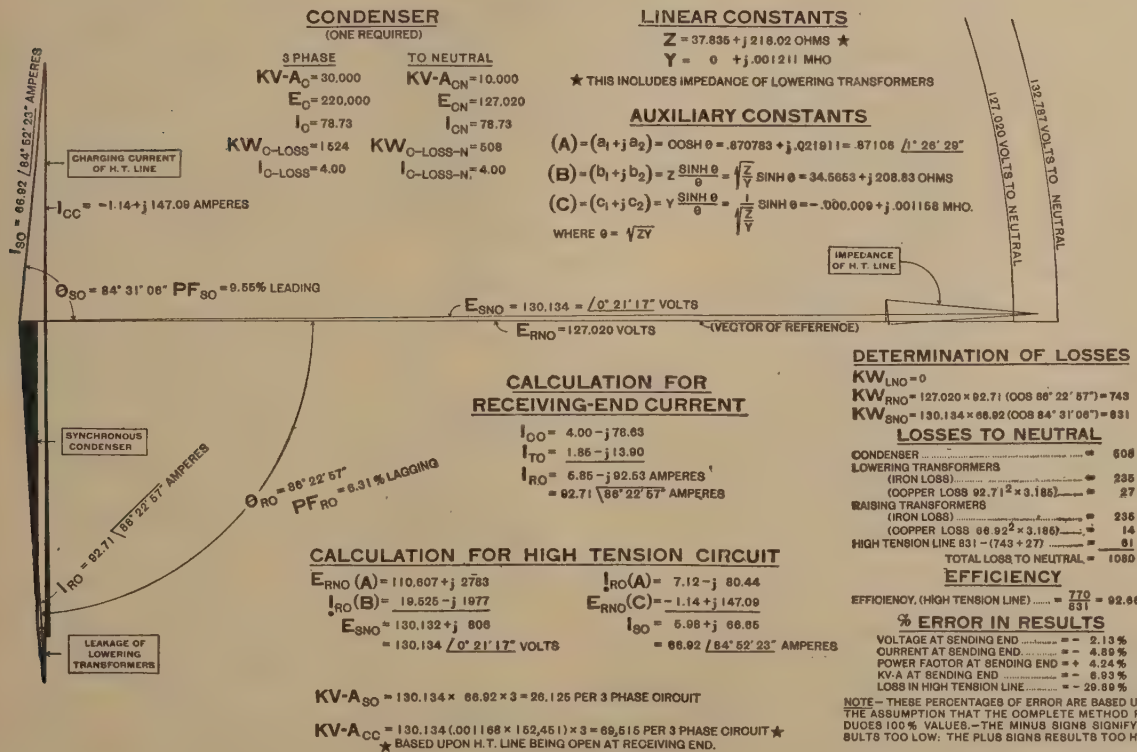 CONDENSER
(ONE REQUIRED)
3 PHASE TO NEUTRAL
KV-A_O = 30,000 KV-A_CN = 10.000
E_O = 220,000 E_CN = 127,020
I_O = 78.73 I_CN = 78.73
KW_O-LOSS = 1524 KW_O-LOSS-N = 508
I_C-LOSS = 4.00 I_C-LOSS-N. = 4.00
LINEAR CONSTANTS
Z = 37.835 + j 218.02 OHMS ★
Y = 0 + j .001211 MHO
★ THIS INCLUDES IMPEDANCE OF LOWERING TRANSFORMERS
AUXILIARY CONSTANTS
(A) = (a₁ + j a₂) = COSH θ = .870783 + j .021911 = .87106 /1° 26' 29"
(B) = (b₁ + j b₂) = Z SINH θ/θ = √(Z/Y) SINH θ = 34.5653 + j 208.83 OHMS
(C) = (c₁ + j c₂) = Y SINH θ/θ = 1/√(Z/Y) SINH θ = -.000.009 + j .001158 MHO.
WHERE θ = √ZY
127.020 VOLTS TO NEUTRAL
132.787 VOLTS TO NEUTRAL
I_SO = 66.92 /84° 52' 23" AMPERES
CHARGING CURRENT
OF H.T. LINE
I_CC = -1.14 + j 147.09 AMPERES
θ_SO = 84° 31' 06" PF_SO = 9.55% LEADING
IMPEDANCE
OF H.T. LINE
E_SNO = 130.134 = /0° 21' 17" VOLTS
E_RNO = 127.020 VOLTS (VECTOR OF REFERENCE)
SYNCHRONOUS
CONDENSER
θ_RO = 86° 22' 57"
PF_RO = 6.31% LAGGING
I_RO = 92.71 \86° 22' 57" AMPERES
LEAKAGE OF
LOWERING
TRANSFORMERS
CALCULATION FOR
RECEIVING-END CURRENT
I_CO = 4.00 - j 78.63
I_TO = 1.85 - j 13.90
I_RO = 5.85 - j 92.53 AMPERES
= 92.71 \86° 22' 57" AMPERES
CALCULATION FOR HIGH TENSION CIRCUIT
E_RNO (A) = 110,607 + j 2783 I_RO (A) = 7.12 - j 80.44
I_RO (B) = 19.525 - j 1977 E_RNO (C) = -1.14 + j 147.09
E_SNO = 130,132 + j 806 I_SO = 5.98 + j 66.65
= 130.134 /0° 21' 17" VOLTS = 66.92 /84° 52' 23" AMPERES
KV-A_SO = 130.134 × 66.92 × 3 = 26.125 PER 3 PHASE CIRCUIT
KV-A_CC = 130.134 (.001168 × 152,451) × 3 = 69,515 PER 3 PHASE CIRCUIT ★
★ BASED UPON H.T. LINE BEING OPEN AT RECEIVING END.
DETERMINATION OF LOSSES
KW_LNO = 0
KW_RNO = 127.020 × 92.71 (COS 86° 22' 57") = 743
KW_SNO = 130.134 × 66.92 (COS 84° 31' 06") = 831
LOSSES TO NEUTRAL
CONDENSER = 508
LOWERING TRANSFORMERS
(IRON LOSS) = 235
(COPPER LOSS 92.71² × 3.185) = 27
RAISING TRANSFORMERS
(IRON LOSS) = 235
(COPPER LOSS 66.92² × 3.185) = 14
HIGH TENSION LINE 831 - (743 + 27) = 61
TOTAL LOSS TO NEUTRAL = 1080
EFFICIENCY
EFFICIENCY, (HIGH TENSION LINE) = 770/831 = 92.66
% ERROR IN RESULTS
VOLTAGE AT SENDING END = - 2.13%
CURRENT AT SENDING END = - 4.89%
POWER FACTOR AT SENDING END = + 4.24%
KV-A AT SENDING END = - 6.93%
LOSS IN HIGH TENSION LINE = - 29.89%
NOTE - THESE PERCENTAGES OF ERROR ARE BASED U
THE ASSUMPTION THAT THE COMPLETE METHOD P
DUCES 100% VALUES. - THE MINUS SIGNS SIGNIFY
SULTS TOO LOW: THE PLUS SIGNS RESULTS TOO H